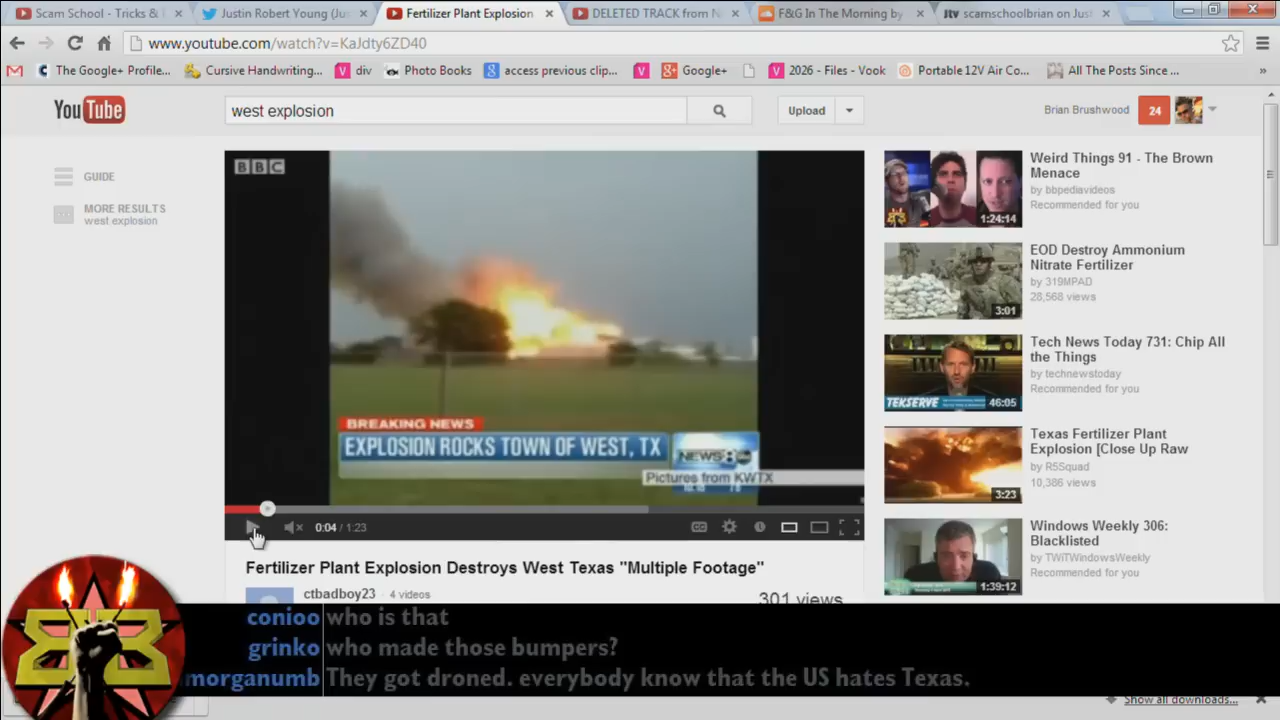 Scam School - Tricks &
Justin Robert Young (Ju
Fertilizer Plant Explosion
DELETED TRACK from N
F&G In The Morning by
scamschoolbrian on Just
www.youtube.com/watch?v=KaJdty6ZD40
The Google+ Profile...
Cursive Handwriting...
div
Photo Books
access previous clip...
Google+
2026 - Files - Vook
Portable 12V Air Co...
All The Posts Since ...
»
YouTube
west explosion
Upload
Brian Brushwood
24
GUIDE
MORE RESULTS
west explosion
BBC
BREAKING NEWS
EXPLOSION ROCKS TOWN OF WEST, TX
NEWS 8 abc
Pictures from KWTX
0:04 / 1:23
Fertilizer Plant Explosion Destroys West Texas "Multiple Footage"
ctbadboy23 · 4 videos
301 views
Weird Things 91 - The Brown
Menace
by bbpediavideos
Recommended for you
1:24:14
EOD Destroy Ammonium
Nitrate Fertilizer
by 319MPAD
28,568 views
3:01
Tech News Today 731: Chip All
the Things
by technewstoday
Recommended for you
TEKSERVE
46:05
Texas Fertilizer Plant
Explosion [Close Up Raw
by R5Squad
10,386 views
3:23
Windows Weekly 306:
Blacklisted
by TWiTWindowsWeekly
Recommended for you
1:39:12
conioo who is that
grinko who made those bumpers?
morganumb They got droned. everybody know that the US hates Texas.
Show all downloads...